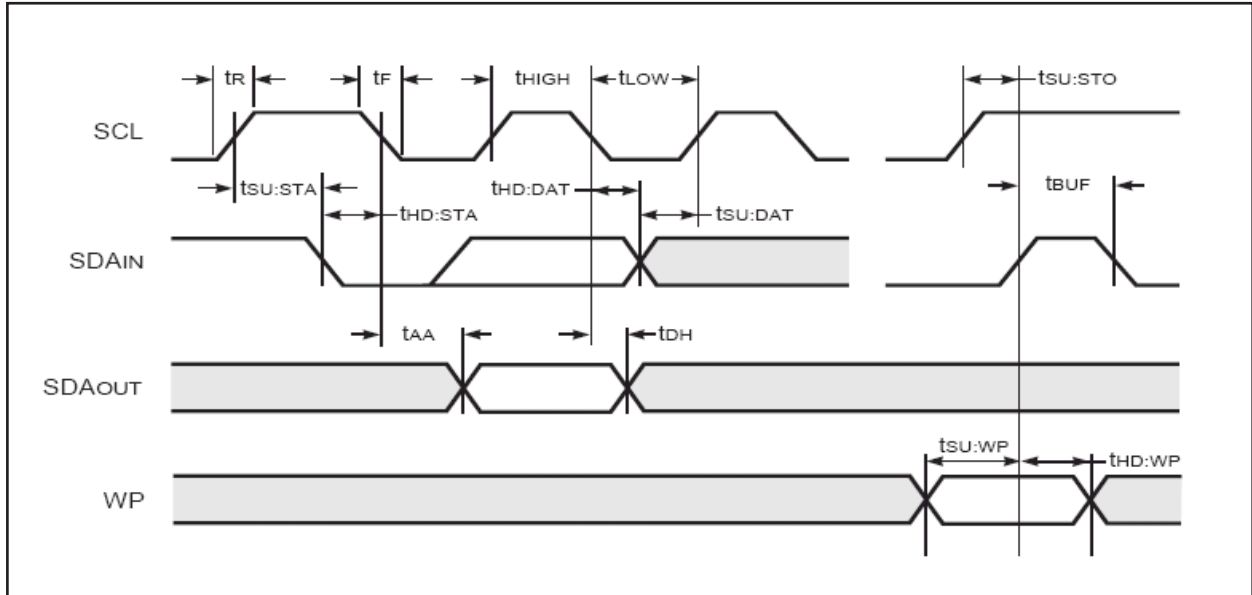 tR tF tHIGH tLOW tSU:STO
SCL
tSU:STA tHD:DAT tBUF
tHD:STA tSU:DAT
SDAIN
tAA tDH
SDAOUT
tSU:WP tHD:WP
WP